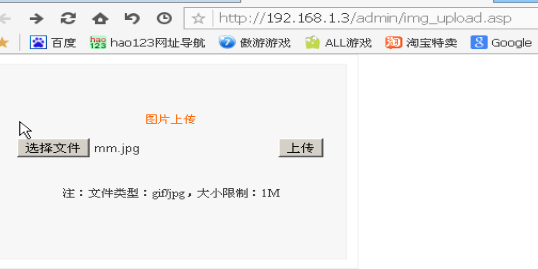 http://192.168.1.3/admin/img_upload.asp
百度 hao123网址导航 傲游游戏 ALL游戏 淘宝特卖 Google
图片上传
选择文件 mm.jpg 上传
注：文件类型：gif/jpg，大小限制：1M